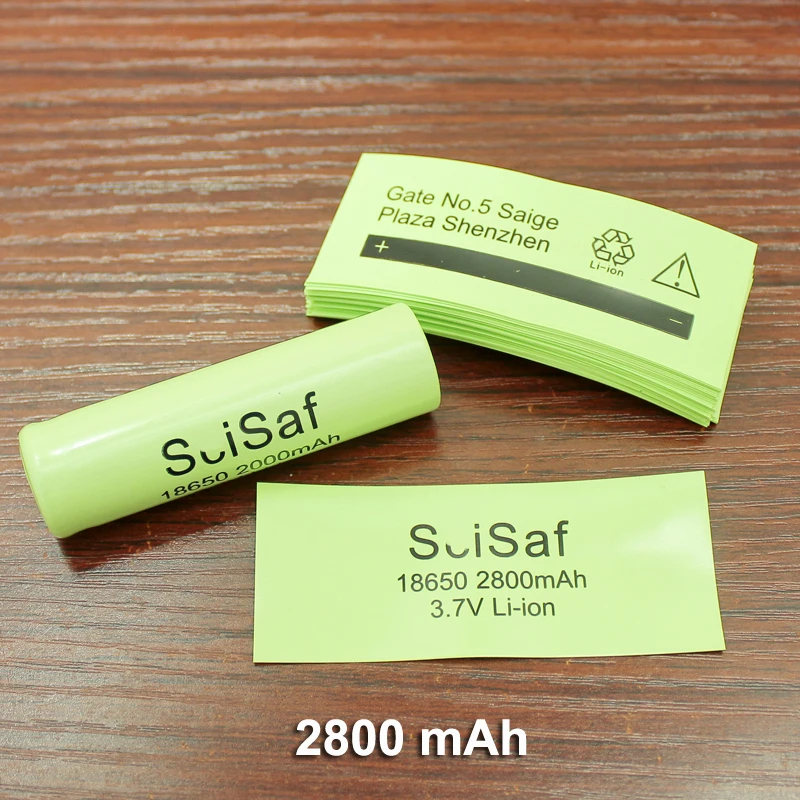 Gate No.5 Saige
Plaza Shenzhen
+
-
Li-ion
SuiSaf
18650 2000mAh
SuiSaf
18650 2800mAh
3.7V Li-ion
2800 mAh